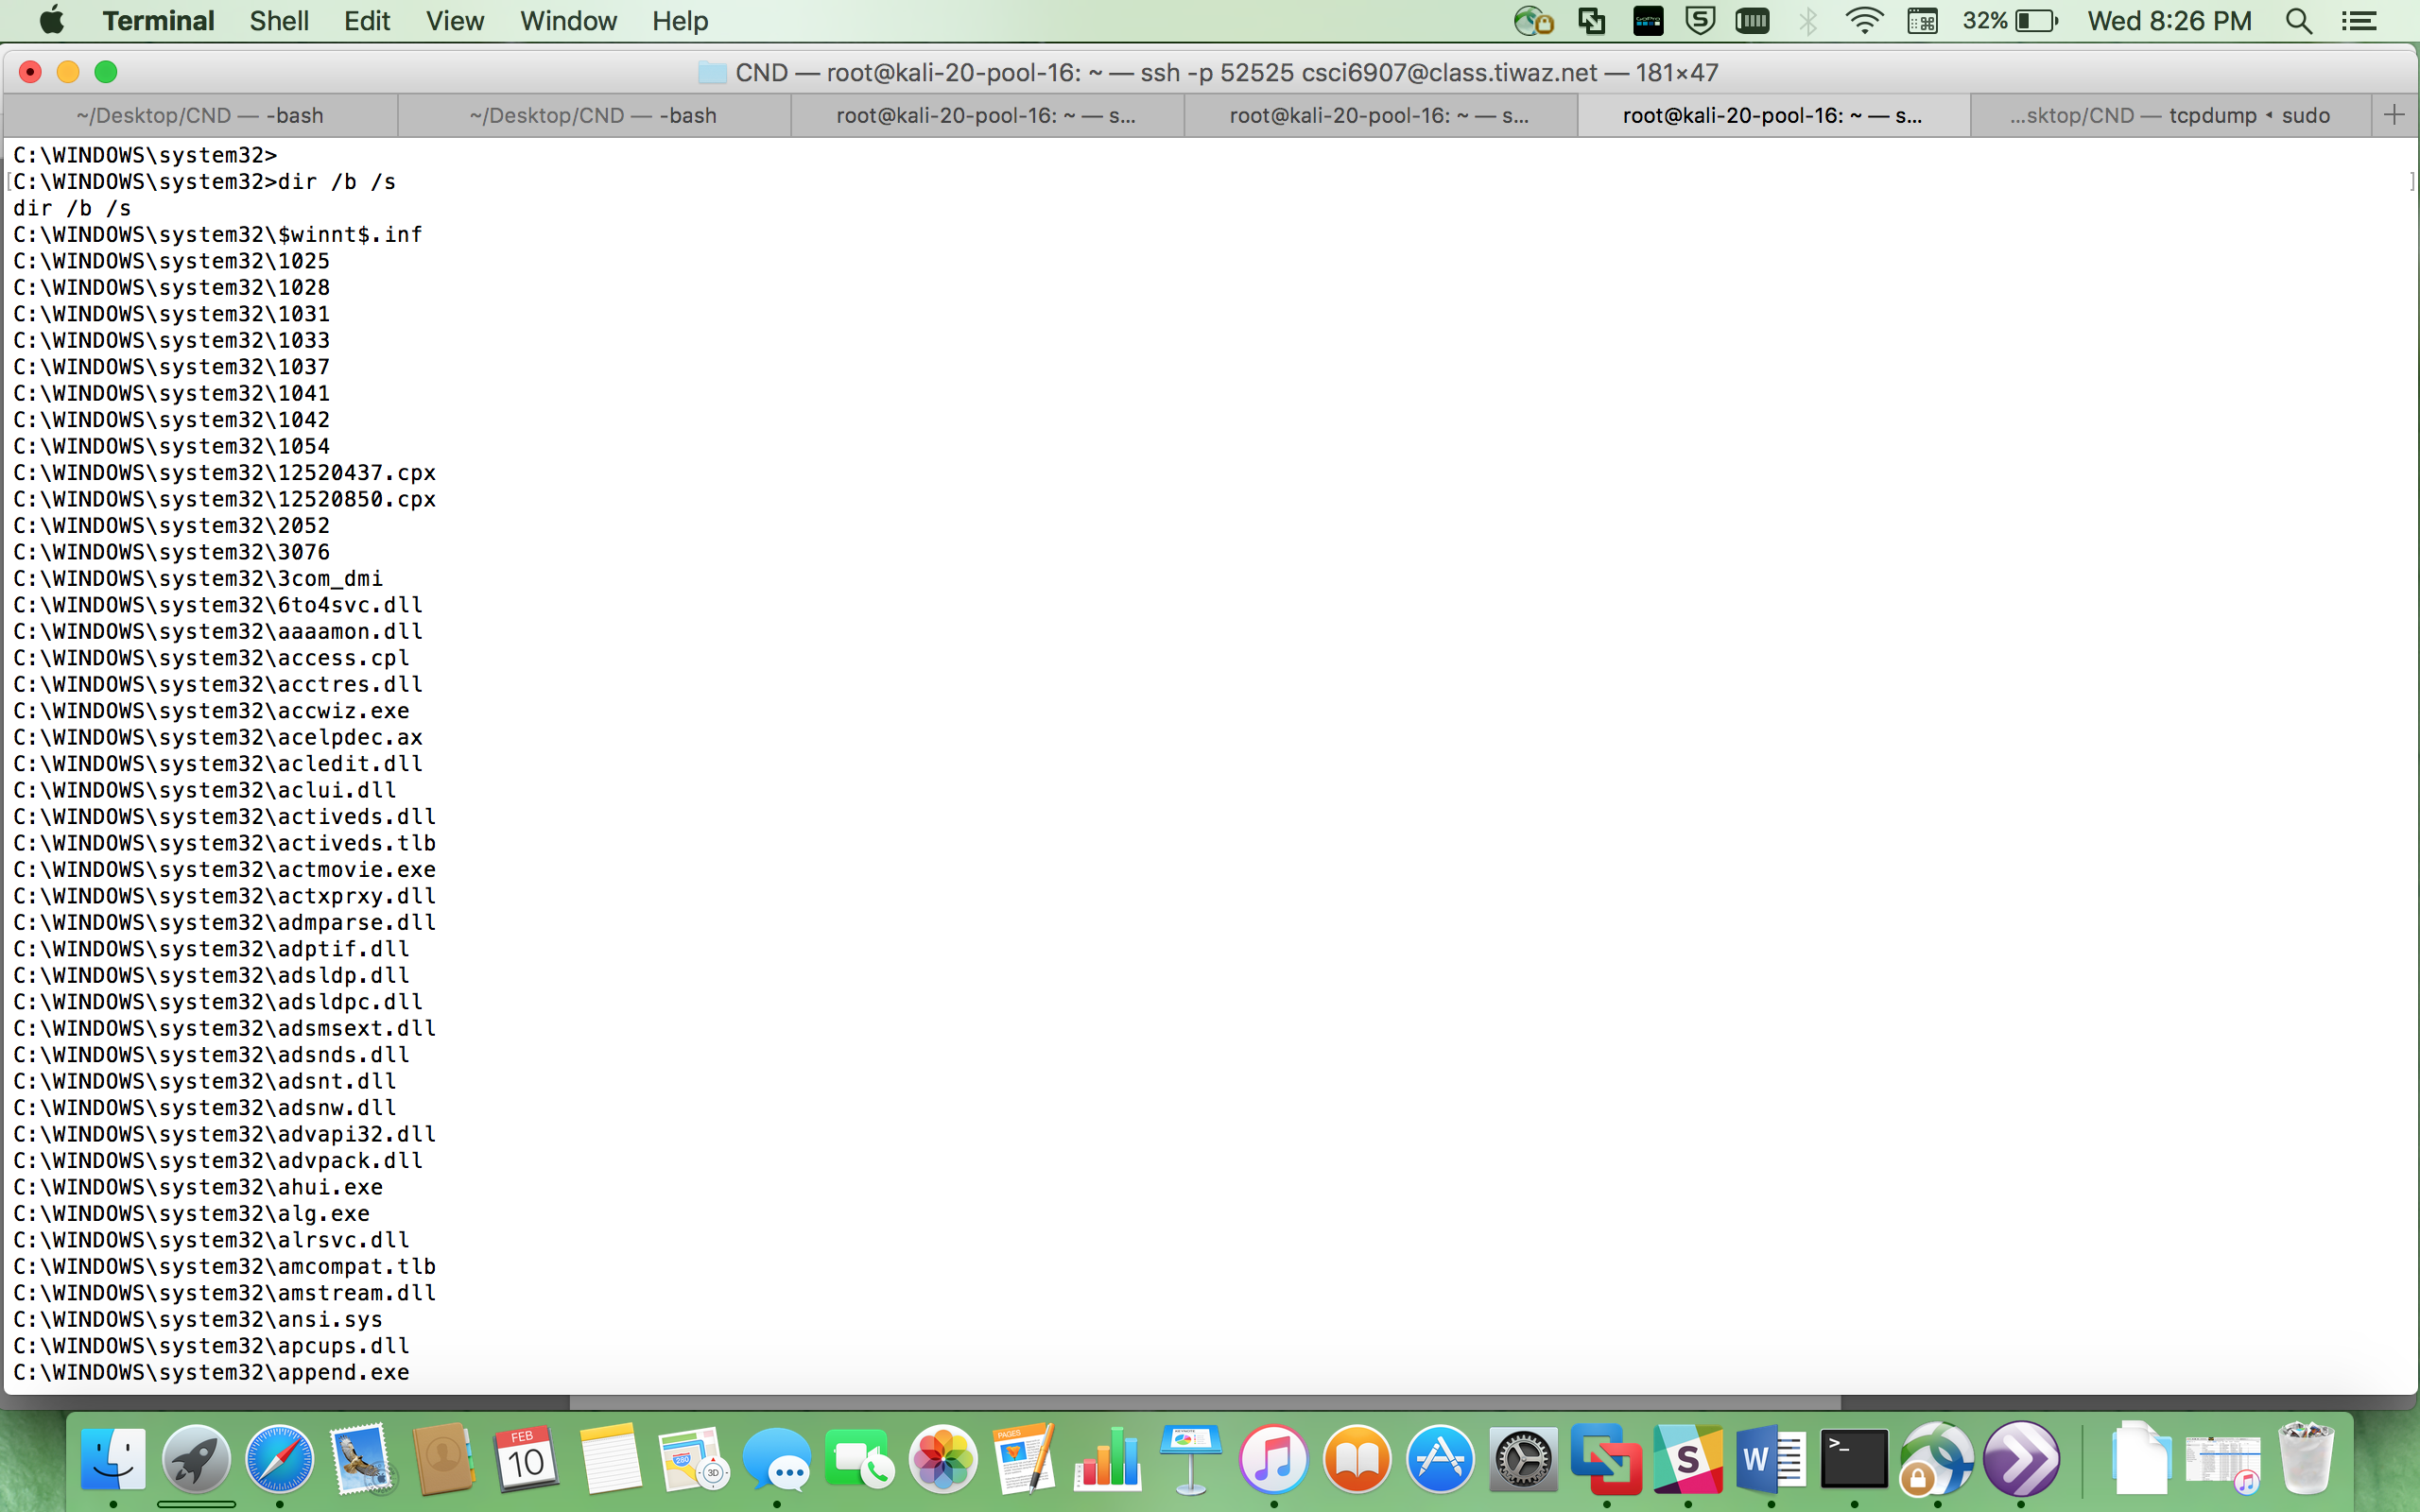 Terminal Shell Edit View Window Help 32% Wed 8:26 PM
CND — root@kali-20-pool-16: ~ — ssh -p 52525 csci6907@class.tiwaz.net — 181×47
~/Desktop/CND — -bash ~/Desktop/CND — -bash root@kali-20-pool-16: ~ — s... root@kali-20-pool-16: ~ — s... root@kali-20-pool-16: ~ — s... ...sktop/CND — tcpdump ◂ sudo
C:\WINDOWS\system32>
[C:\WINDOWS\system32>dir /b /s ]
dir /b /s
C:\WINDOWS\system32\$winnt$.inf
C:\WINDOWS\system32\1025
C:\WINDOWS\system32\1028
C:\WINDOWS\system32\1031
C:\WINDOWS\system32\1033
C:\WINDOWS\system32\1037
C:\WINDOWS\system32\1041
C:\WINDOWS\system32\1042
C:\WINDOWS\system32\1054
C:\WINDOWS\system32\12520437.cpx
C:\WINDOWS\system32\12520850.cpx
C:\WINDOWS\system32\2052
C:\WINDOWS\system32\3076
C:\WINDOWS\system32\3com_dmi
C:\WINDOWS\system32\6to4svc.dll
C:\WINDOWS\system32\aaaamon.dll
C:\WINDOWS\system32\access.cpl
C:\WINDOWS\system32\acctres.dll
C:\WINDOWS\system32\accwiz.exe
C:\WINDOWS\system32\acelpdec.ax
C:\WINDOWS\system32\acledit.dll
C:\WINDOWS\system32\aclui.dll
C:\WINDOWS\system32\activeds.dll
C:\WINDOWS\system32\activeds.tlb
C:\WINDOWS\system32\actmovie.exe
C:\WINDOWS\system32\actxprxy.dll
C:\WINDOWS\system32\admparse.dll
C:\WINDOWS\system32\adptif.dll
C:\WINDOWS\system32\adsldp.dll
C:\WINDOWS\system32\adsldpc.dll
C:\WINDOWS\system32\adsmsext.dll
C:\WINDOWS\system32\adsnds.dll
C:\WINDOWS\system32\adsnt.dll
C:\WINDOWS\system32\adsnw.dll
C:\WINDOWS\system32\advapi32.dll
C:\WINDOWS\system32\advpack.dll
C:\WINDOWS\system32\ahui.exe
C:\WINDOWS\system32\alg.exe
C:\WINDOWS\system32\alrsvc.dll
C:\WINDOWS\system32\amcompat.tlb
C:\WINDOWS\system32\amstream.dll
C:\WINDOWS\system32\ansi.sys
C:\WINDOWS\system32\apcups.dll
C:\WINDOWS\system32\append.exe
FEB
10
280
3D
PAGES
S
W
>_